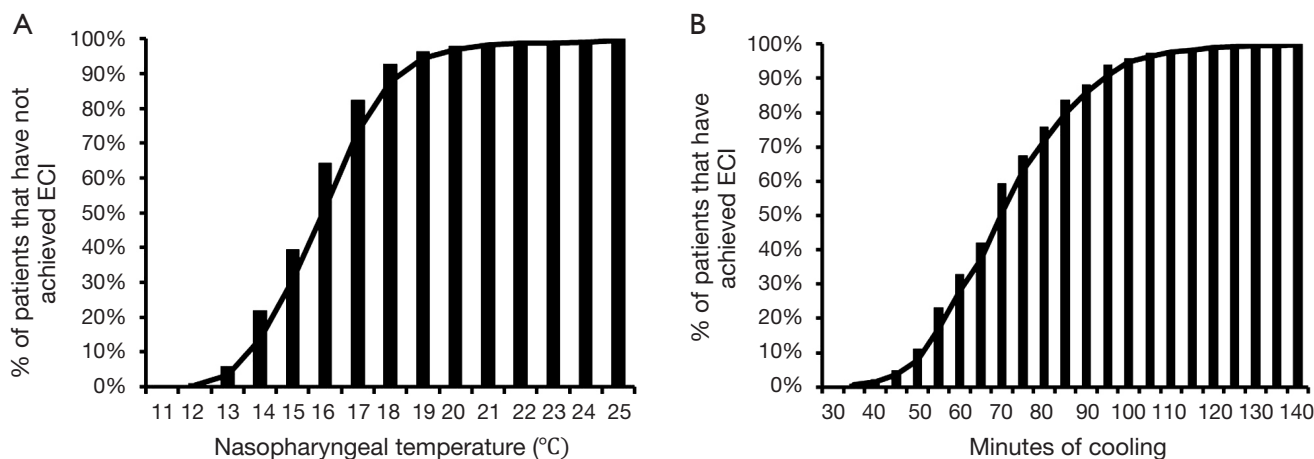 A
100%
90%
80%
70%
60%
50%
40%
30%
20%
10%
0%
% of patients that have not
achieved ECI
11 12 13 14 15 16 17 18 19 20 21 22 23 24 25
Nasopharyngeal temperature (°C)
B
100%
90%
80%
70%
60%
50%
40%
30%
20%
10%
0%
% of patients that have
achieved ECI
30 40 50 60 70 80 90 100 110 120 130 140
Minutes of cooling